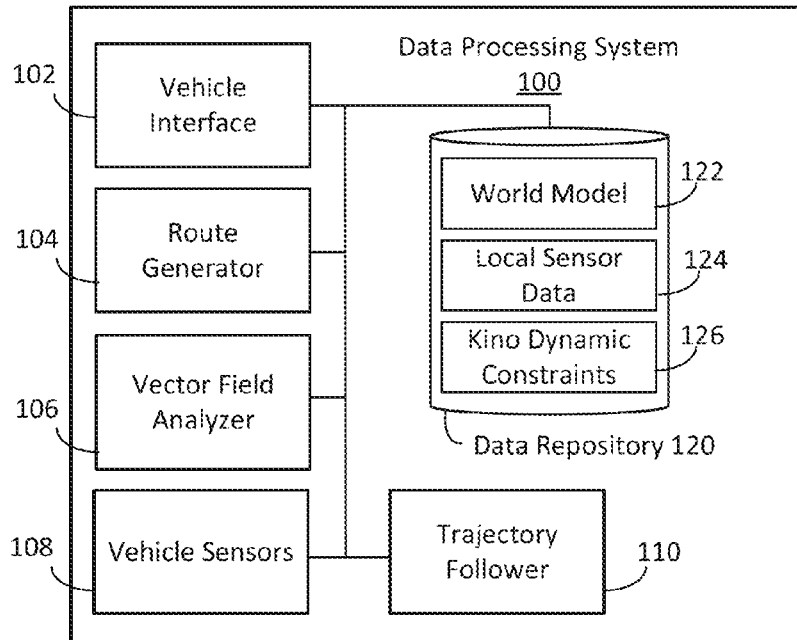 Data Processing System
100
102
Vehicle
Interface
104
Route
Generator
106
Vector Field
Analyzer
108
Vehicle Sensors
World Model
122
Local Sensor
Data
124
Kino Dynamic
Constraints
126
Data Repository 120
Trajectory
Follower
110